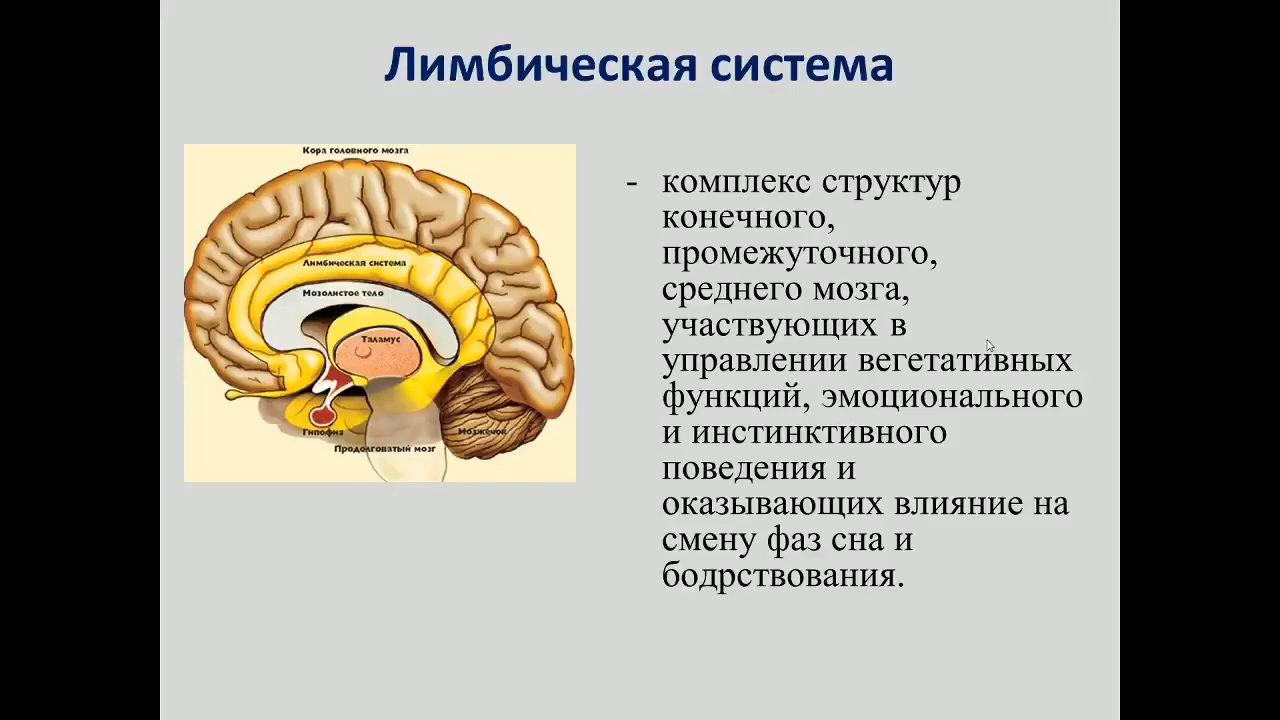 Лимбическая система
Кора головного мозга
Лимбическая система
Мозолистое тело
Таламус
Гипофиз
Мозжечок
Продолговатый мозг
- комплекс структур
конечного,
промежуточного,
среднего мозга,
участвующих в
управлении вегетативных
функций, эмоционального
и инстинктивного
поведения и
оказывающих влияние на
смену фаз сна и
бодрствования.